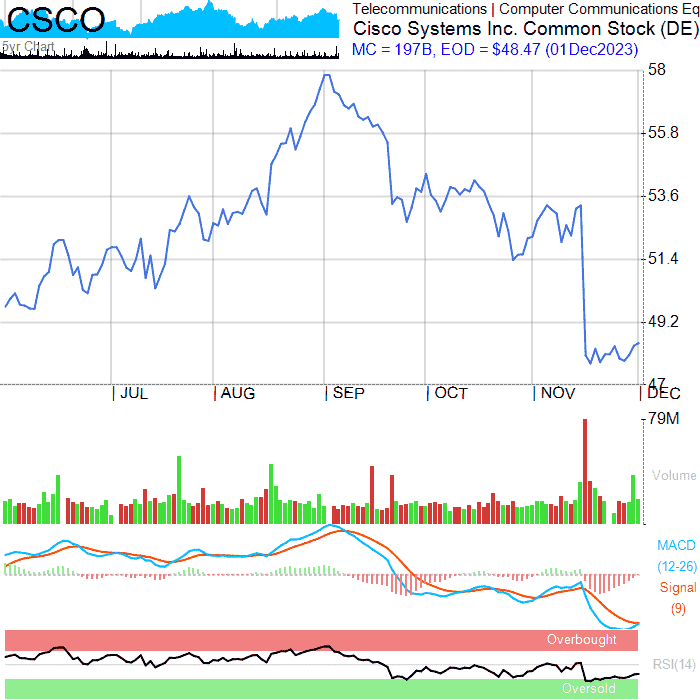 CSCO
5yr Chart
Telecommunications | Computer Communications Eq
Cisco Systems Inc. Common Stock (DE)
MC = 197B, EOD = $48.47 (01Dec2023)
58
55.8
53.6
51.4
49.2
47
JUL
AUG
SEP
OCT
NOV
DEC
79M
Volume
MACD
(12-26)
Signal
(9)
Overbought
RSI(14)
Oversold